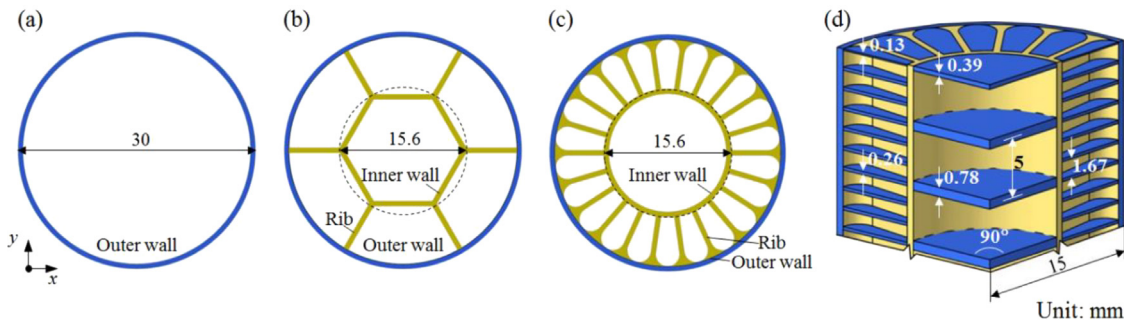 (a)
30
Outer wall
y
x
(b)
15.6
Inner wall
Rib
Outer wall
(c)
15.6
Inner wall
Rib
Outer wall
(d)
0.13
0.39
0.26
0.78
5
1.67
90°
15
Unit: mm